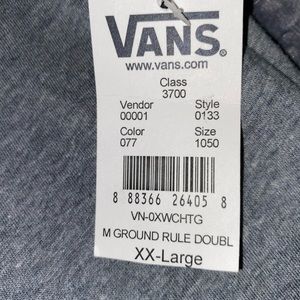 VANS
www.vans.com
Class
3700
Vendor Style
00001 0133
Color Size
077 1050
8 88366 26405 8
VN-0XWCHTG
M GROUND RULE DOUBL
XX-Large